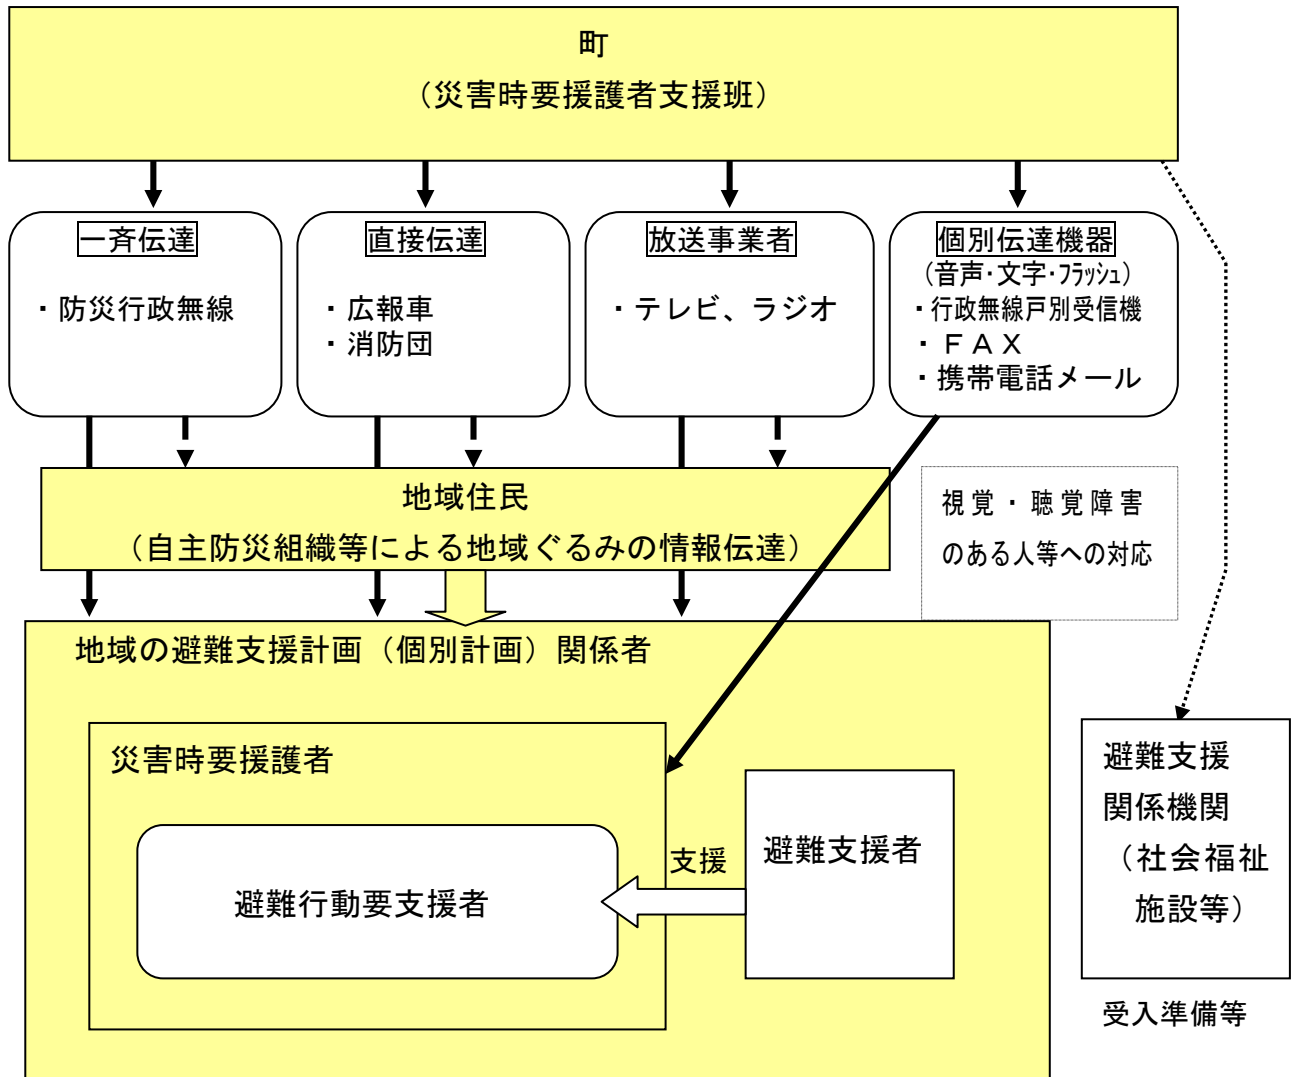 町
（災害時要援護者支援班）
一斉伝達
・防災行政無線
直接伝達
・広報車
・消防団
放送事業者
・テレビ、ラジオ
個別伝達機器
（音声・文字・ﾌﾗｯｼｭ）
・行政無線戸別受信機
・ＦＡＸ
・携帯電話メール
地域住民
（自主防災組織等による地域ぐるみの情報伝達）
視覚・聴覚障害
のある人等への対応
地域の避難支援計画（個別計画）関係者
災害時要援護者
避難行動要支援者
支援
避難支援者
避難支援
関係機関
（社会福祉
施設等）
受入準備等